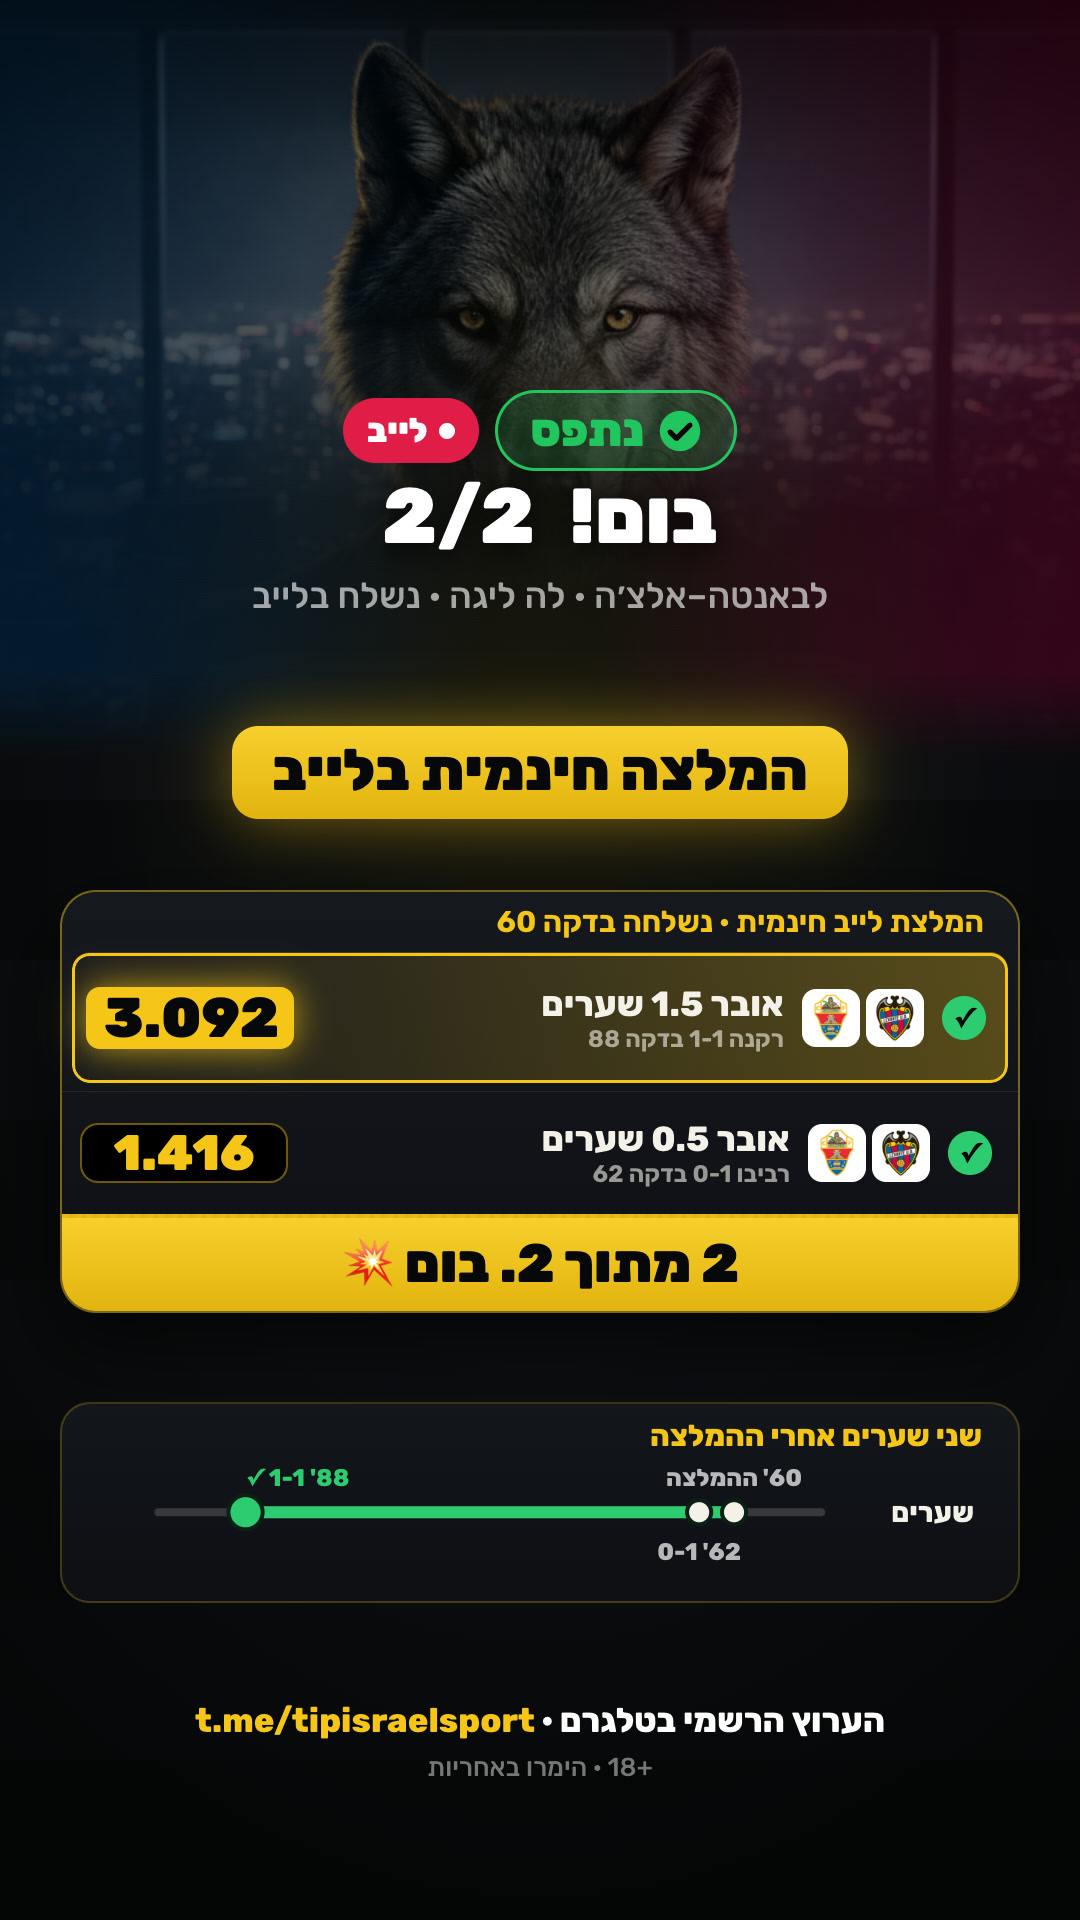 נתפס
לייב
בום! 2/2
לבאנטה-אלצ'ה • לה ליגה • נשלח בלייב
המלצה חינמית בלייב
המלצת לייב חינמית • נשלחה בדקה 60
אובר 1.5 שערים
3.092
רקנה 1-1 בדקה 88
אובר 0.5 שערים
1.416
רביבו 1-0 בדקה 62
2 מתוך 2. בום 💥
שני שערים אחרי ההמלצה
60' ההמלצה
88' 1-1 ✓
שערים
62' 1-0
הערוץ הרשמי בטלגרם • t.me/tipisraelsport
18+ • הימרו באחריות